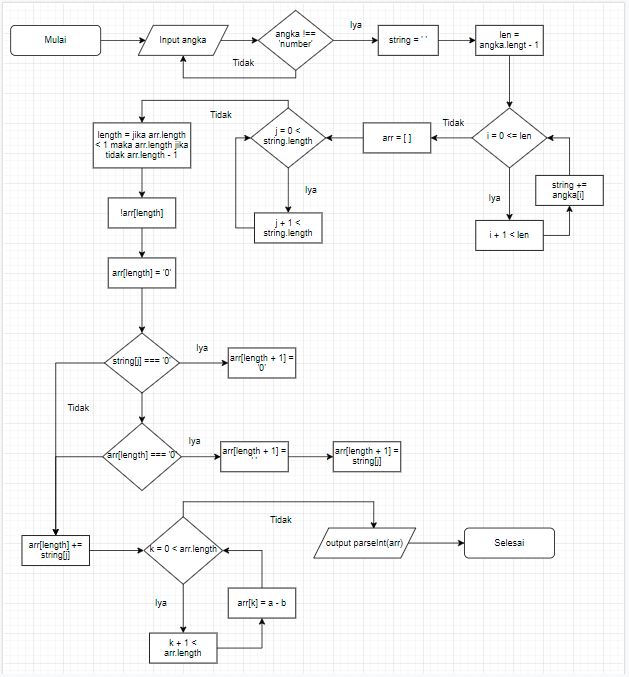 Mulai
Input angka
angka !==
'number'
Iya
string = ' '
len =
angka.lengt - 1
Tidak
length = jika arr.length
< 1 maka arr.length jika
tidak arr.length - 1
Tidak
j = 0 <
string.length
arr = [ ]
Tidak
i = 0 <= len
string +=
angka[i]
Iya
j + 1 <
string.length
Iya
i + 1 < len
!arr[length]
arr[length] = '0'
string[j] === '0'
Iya
arr[length + 1] =
'0'
Tidak
arr[length] === '0'
Iya
arr[length + 1] =
' '
arr[length + 1] =
string[j]
arr[length] +=
string[j]
k = 0 < arr.length
Tidak
output parseInt(arr)
Selesai
Iya
arr[k] = a - b
k + 1 <
arr.length